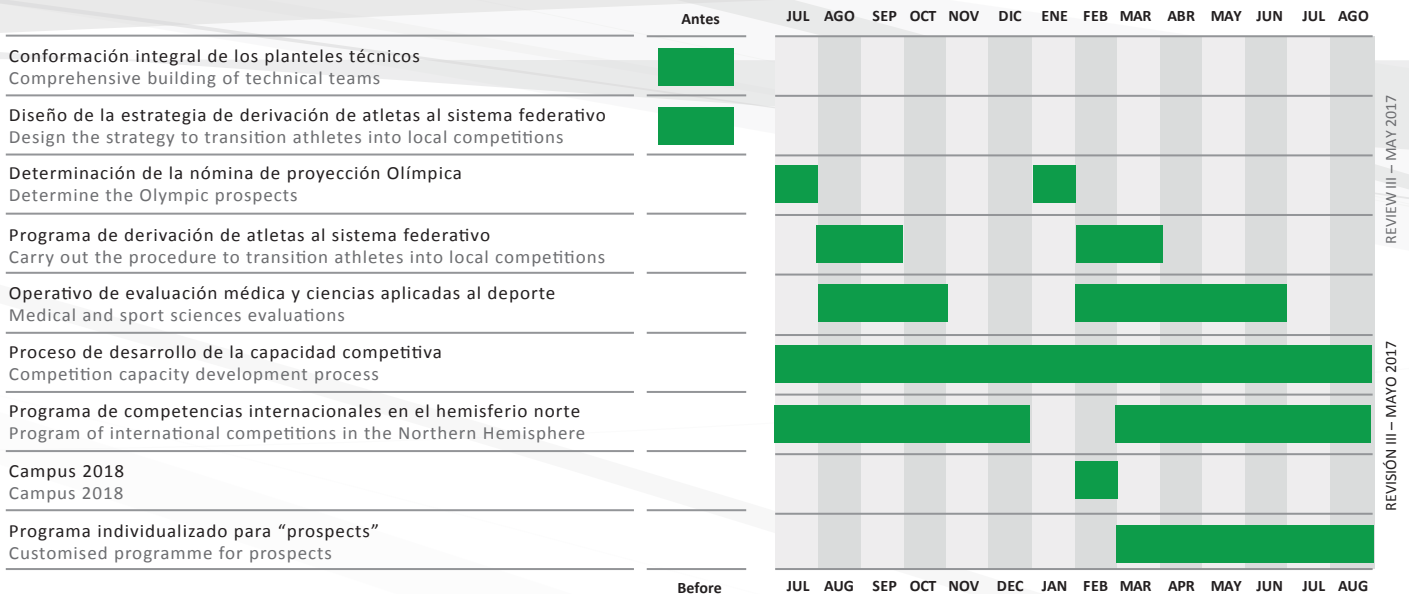 Antes JUL AGO SEP OCT NOV DIC ENE FEB MAR ABR MAY JUN JUL AGO
Conformación integral de los planteles técnicos
Comprehensive building of technical teams
Diseño de la estrategia de derivación de atletas al sistema federativo
Design the strategy to transition athletes into local competitions
Determinación de la nómina de proyección Olímpica
Determine the Olympic prospects
Programa de derivación de atletas al sistema federativo
Carry out the procedure to transition athletes into local competitions
Operativo de evaluación médica y ciencias aplicadas al deporte
Medical and sport sciences evaluations
Proceso de desarrollo de la capacidad competitiva
Competition capacity development process
Programa de competencias internacionales en el hemisferio norte
Program of international competitions in the Northern Hemisphere
Campus 2018
Campus 2018
Programa individualizado para “prospects”
Customised programme for prospects
Before JUL AUG SEP OCT NOV DEC JAN FEB MAR APR MAY JUN JUL AUG
REVIEW III – MAY 2017
REVISIÓN III – MAYO 2017